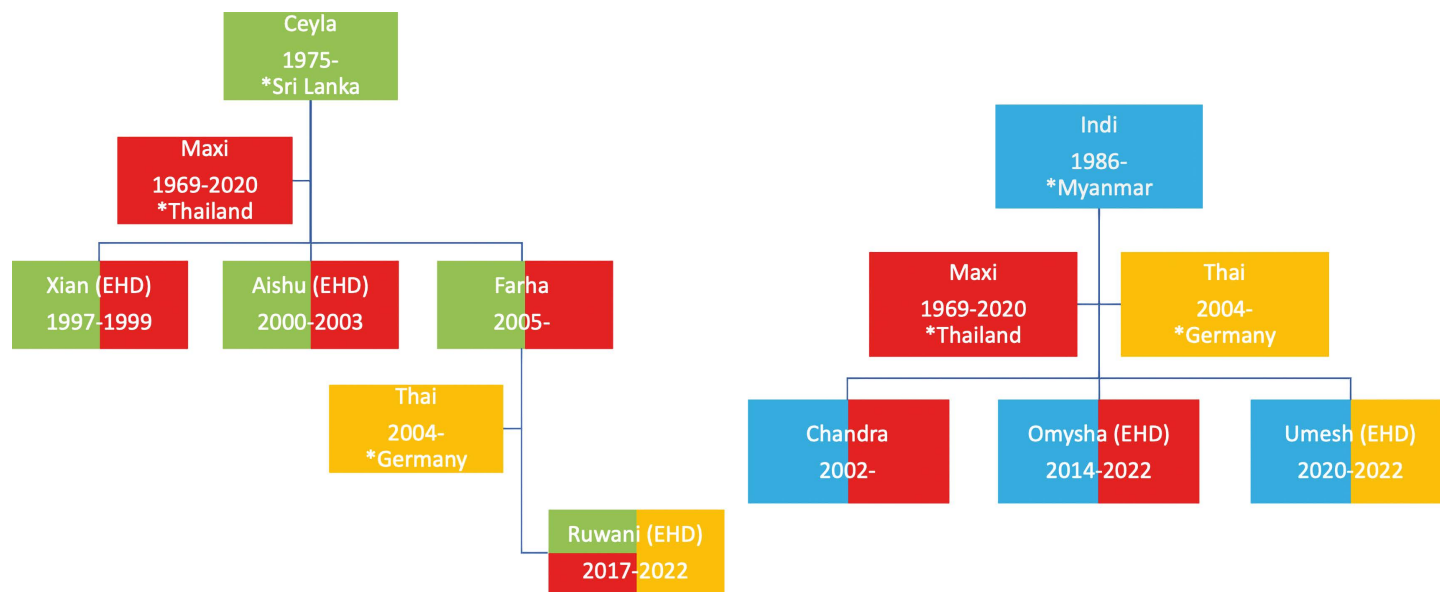 Ceyla
1975-
*Sri Lanka
Maxi
1969-2020
*Thailand
Xian (EHD)
1997-1999
Aishu (EHD)
2000-2003
Farha
2005-
Thai
2004-
*Germany
Ruwani (EHD)
2017-2022
Indi
1986-
*Myanmar
Maxi
1969-2020
*Thailand
Thai
2004-
*Germany
Chandra
2002-
Omysha (EHD)
2014-2022
Umesh (EHD)
2020-2022